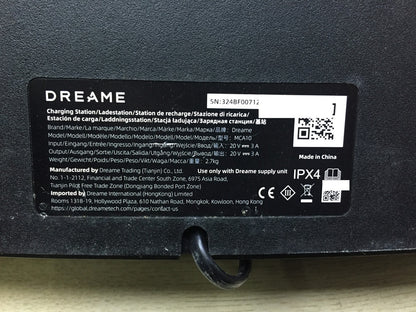 DREAME
SN:324BF00712
Charging Station/Ladestation/Station de recharge/Stazione di ricarica/
Estación de carga/Laddningsstation/Stacja ładująca/Зарядная станция/基站
Brand/Marke/La marque/Marchio/Marca/Märke/Marka/Марка/品牌: Dreame
Model/Modell/Modèle/Modello/Modelo/Modell/Model/Модель/型号: MCA10
Input/Eingang/Entrée/Ingresso/Entrada/Ingång/Wejście/Ввод/输入: 20 V 3 A
Output/Ausgang/Sortie/Uscita/Salida/Utgång/Wyjście/Вывод/输出: 20 V 3 A
Weight/Gewicht/Poids/Peso/Peso/Vikt/Waga/Масса/重量: 2.7kg
Made in China
Manufactured by Dreame Trading (Tianjin) Co., Ltd.
No. 1-1-2112, Financial and Trade Center South Zone, 6975 Asia Road,
Tianjin Pilot Free Trade Zone (Dongjiang Bonded Port Zone)
Imported by Dreame International (HongKong) Limited
Rooms 1318-19, Hollywood Plaza, 610 Nathan Road, Mongkok, Kowloon, Hong Kong
https://global.dreametech.com/pages/contact-us
Use only with Dreame supply unit
IPX4